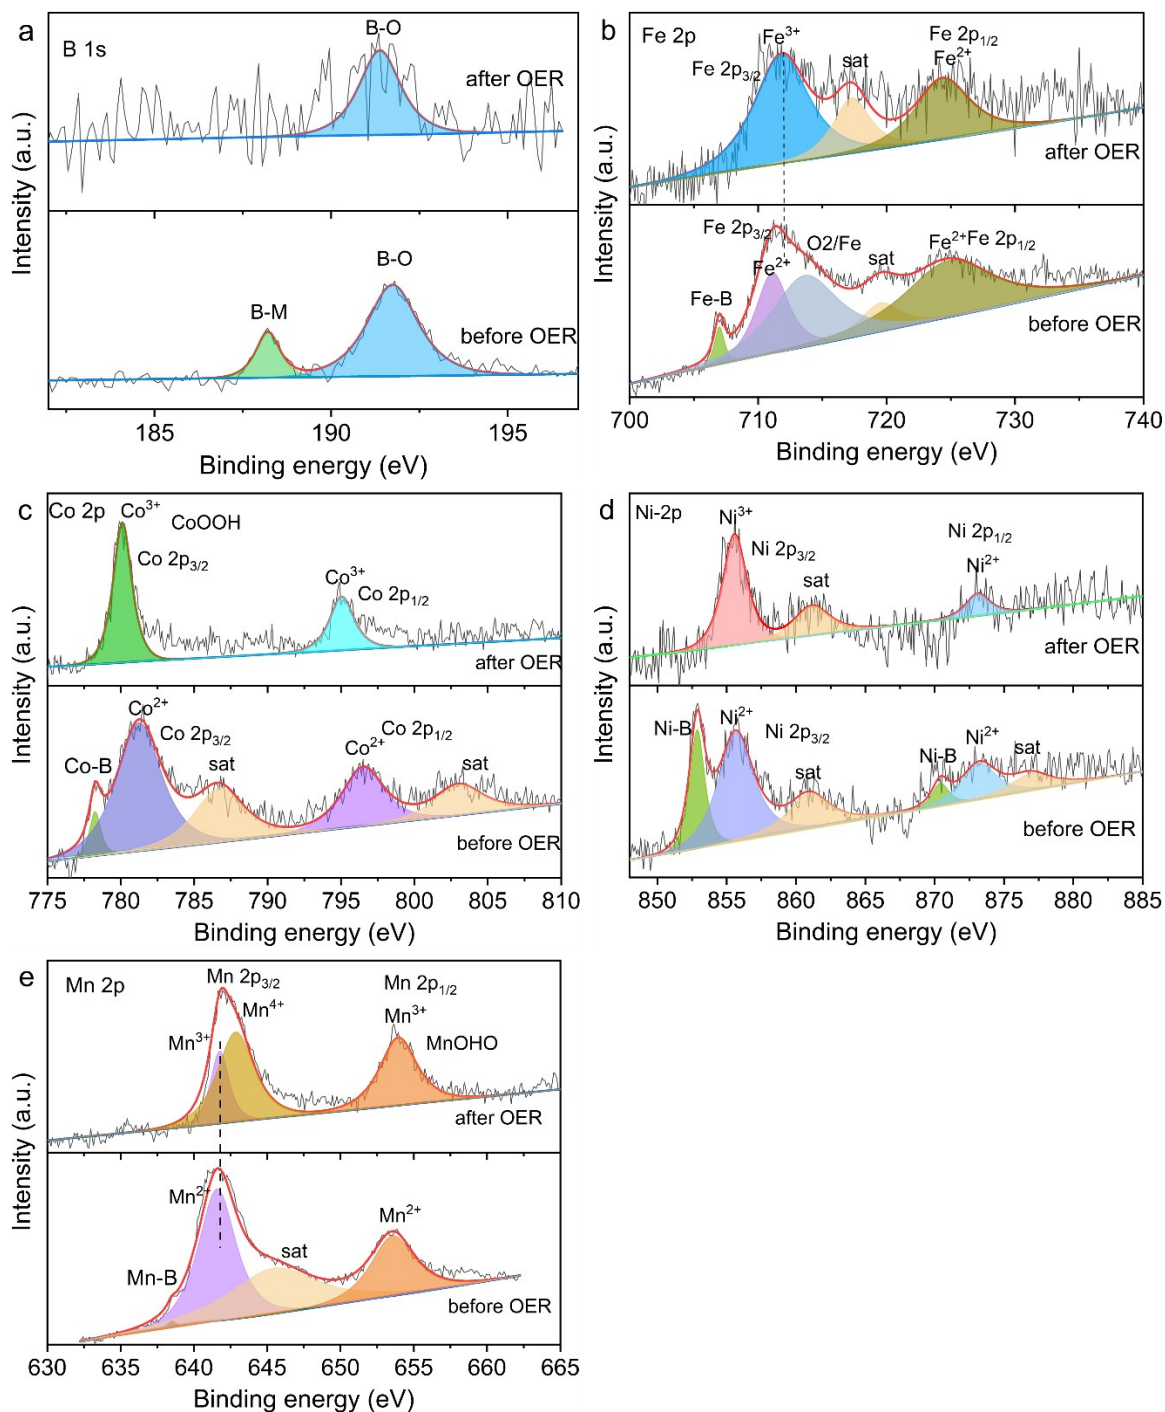 a
B 1s
B-O
after OER
B-M
B-O
before OER
Intensity (a.u.)
Intensity (a.u.)
185
190
195
Binding energy (eV)
b
Fe 2p
Fe³⁺
Fe 2p₃/₂
sat
Fe 2p₁/₂
Fe²⁺
after OER
Fe 2p₃/₂
O2/Fe
Fe-B
Fe²⁺
sat
Fe²⁺Fe 2p₁/₂
before OER
Intensity (a.u.)
Intensity (a.u.)
700
710
720
730
740
Binding energy (eV)
c
Co 2p
Co³⁺
CoOOH
Co 2p₃/₂
Co³⁺
Co 2p₁/₂
after OER
Co²⁺
Co 2p₃/₂
Co-B
sat
Co²⁺
Co 2p₁/₂
sat
before OER
Intensity (a.u.)
Intensity (a.u.)
775
780
785
790
795
800
805
810
Binding energy (eV)
d
Ni-2p
Ni³⁺
Ni 2p₃/₂
sat
Ni 2p₁/₂
Ni²⁺
after OER
Ni-B
Ni²⁺
Ni 2p₃/₂
sat
Ni-B
Ni²⁺
sat
before OER
Intensity (a.u.)
Intensity (a.u.)
850
855
860
865
870
875
880
885
Binding energy (eV)
e
Mn 2p
Mn 2p₃/₂
Mn⁴⁺
Mn³⁺
Mn 2p₁/₂
Mn³⁺
MnOHO
after OER
Mn²⁺
Mn-B
sat
Mn²⁺
before OER
Intensity (a.u.)
Intensity (a.u.)
630
635
640
645
650
655
660
665
Binding energy (eV)